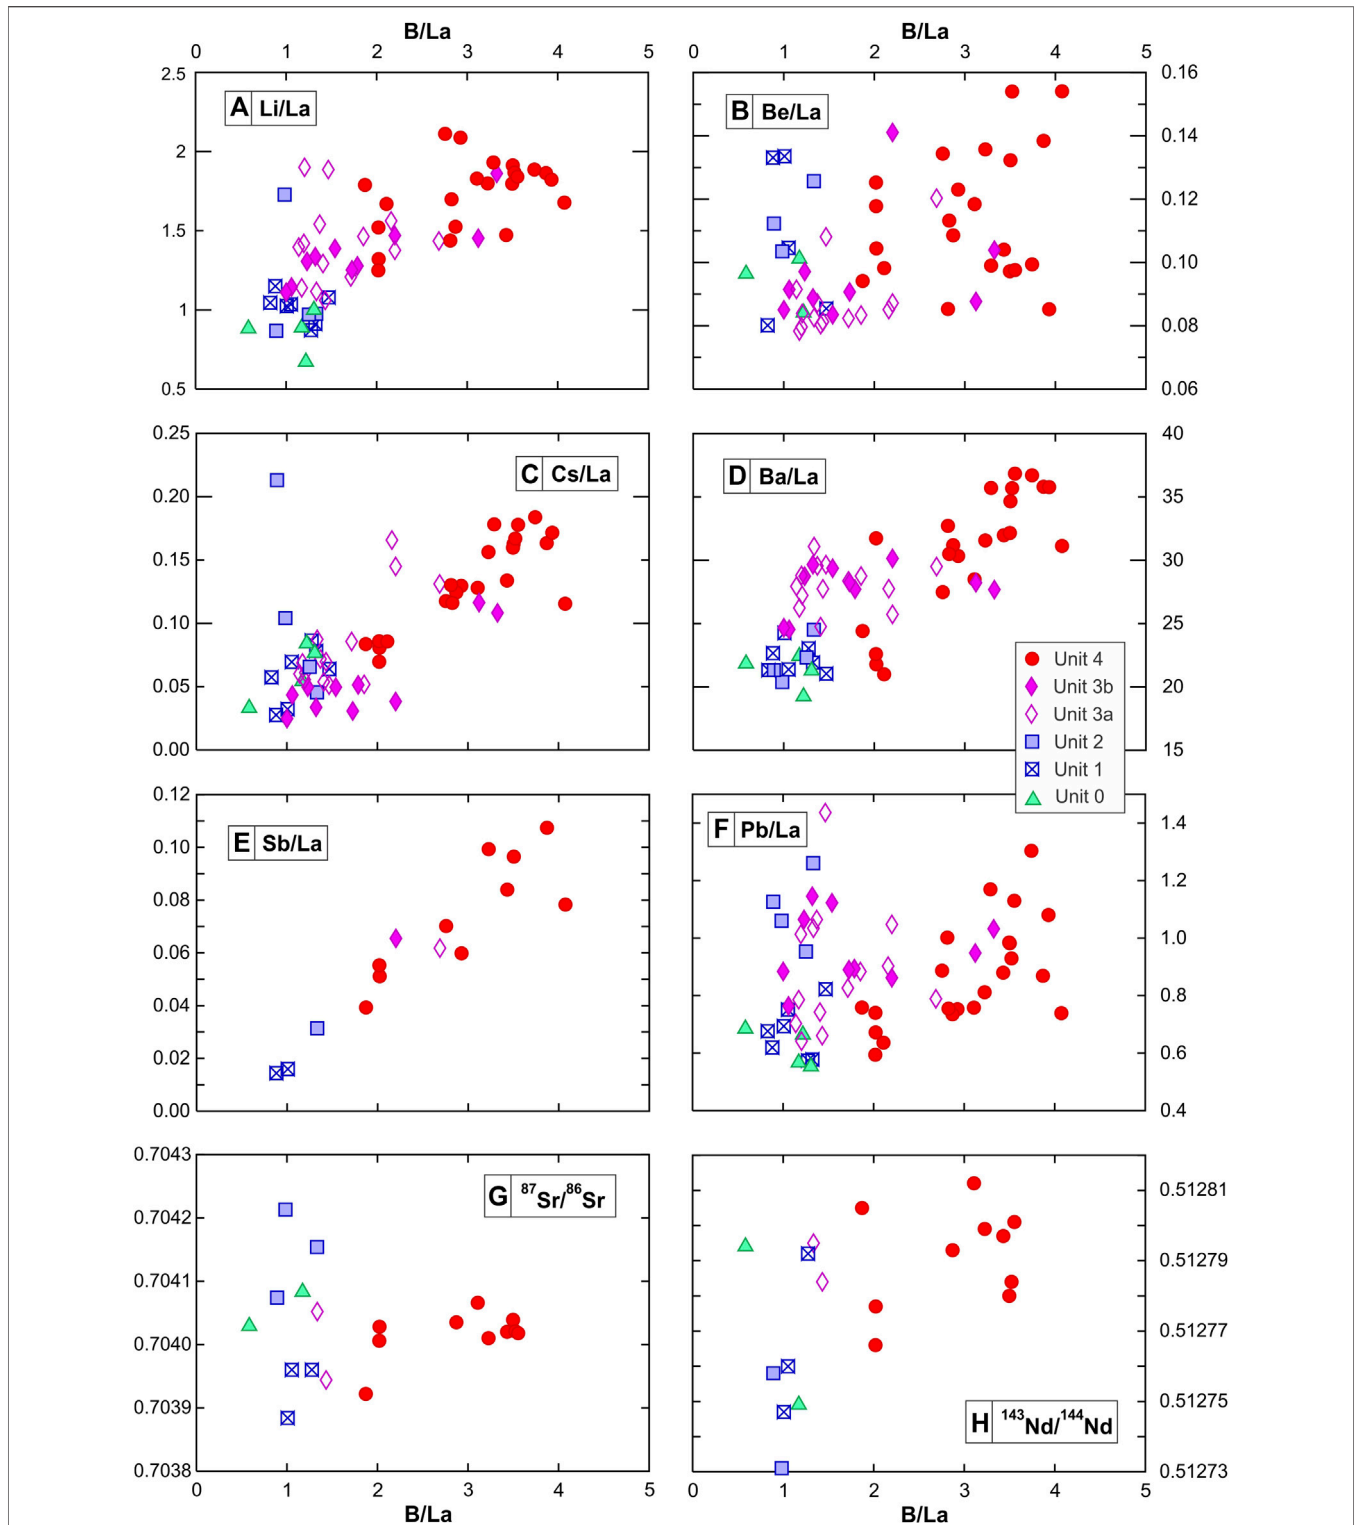 B/La B/La
0 1 2 3 4 5 0 1 2 3 4 5
2.5 0.16
A Li/La B Be/La
0.14
2
0.12
1.5
0.10
1
0.08
0.5 0.06
0.25 40
C Cs/La D Ba/La
0.20 35
0.15 30
0.10 25
Unit 4
Unit 3b
0.05 20
Unit 3a
Unit 2
0.00 15
Unit 1
Unit 0
0.12
1.4
E Sb/La F Pb/La
0.10
1.2
0.08
1.0
0.06
0.04 0.8
0.02 0.6
0.00 0.4
0.7043
G 87Sr/86Sr
0.51281
0.7042
0.51279
0.7041
0.7040 0.51277
0.7039 0.51275
H 143Nd/144Nd
0.7038 0.51273
0 1 2 3 4 5 0 1 2 3 4 5
B/La B/La